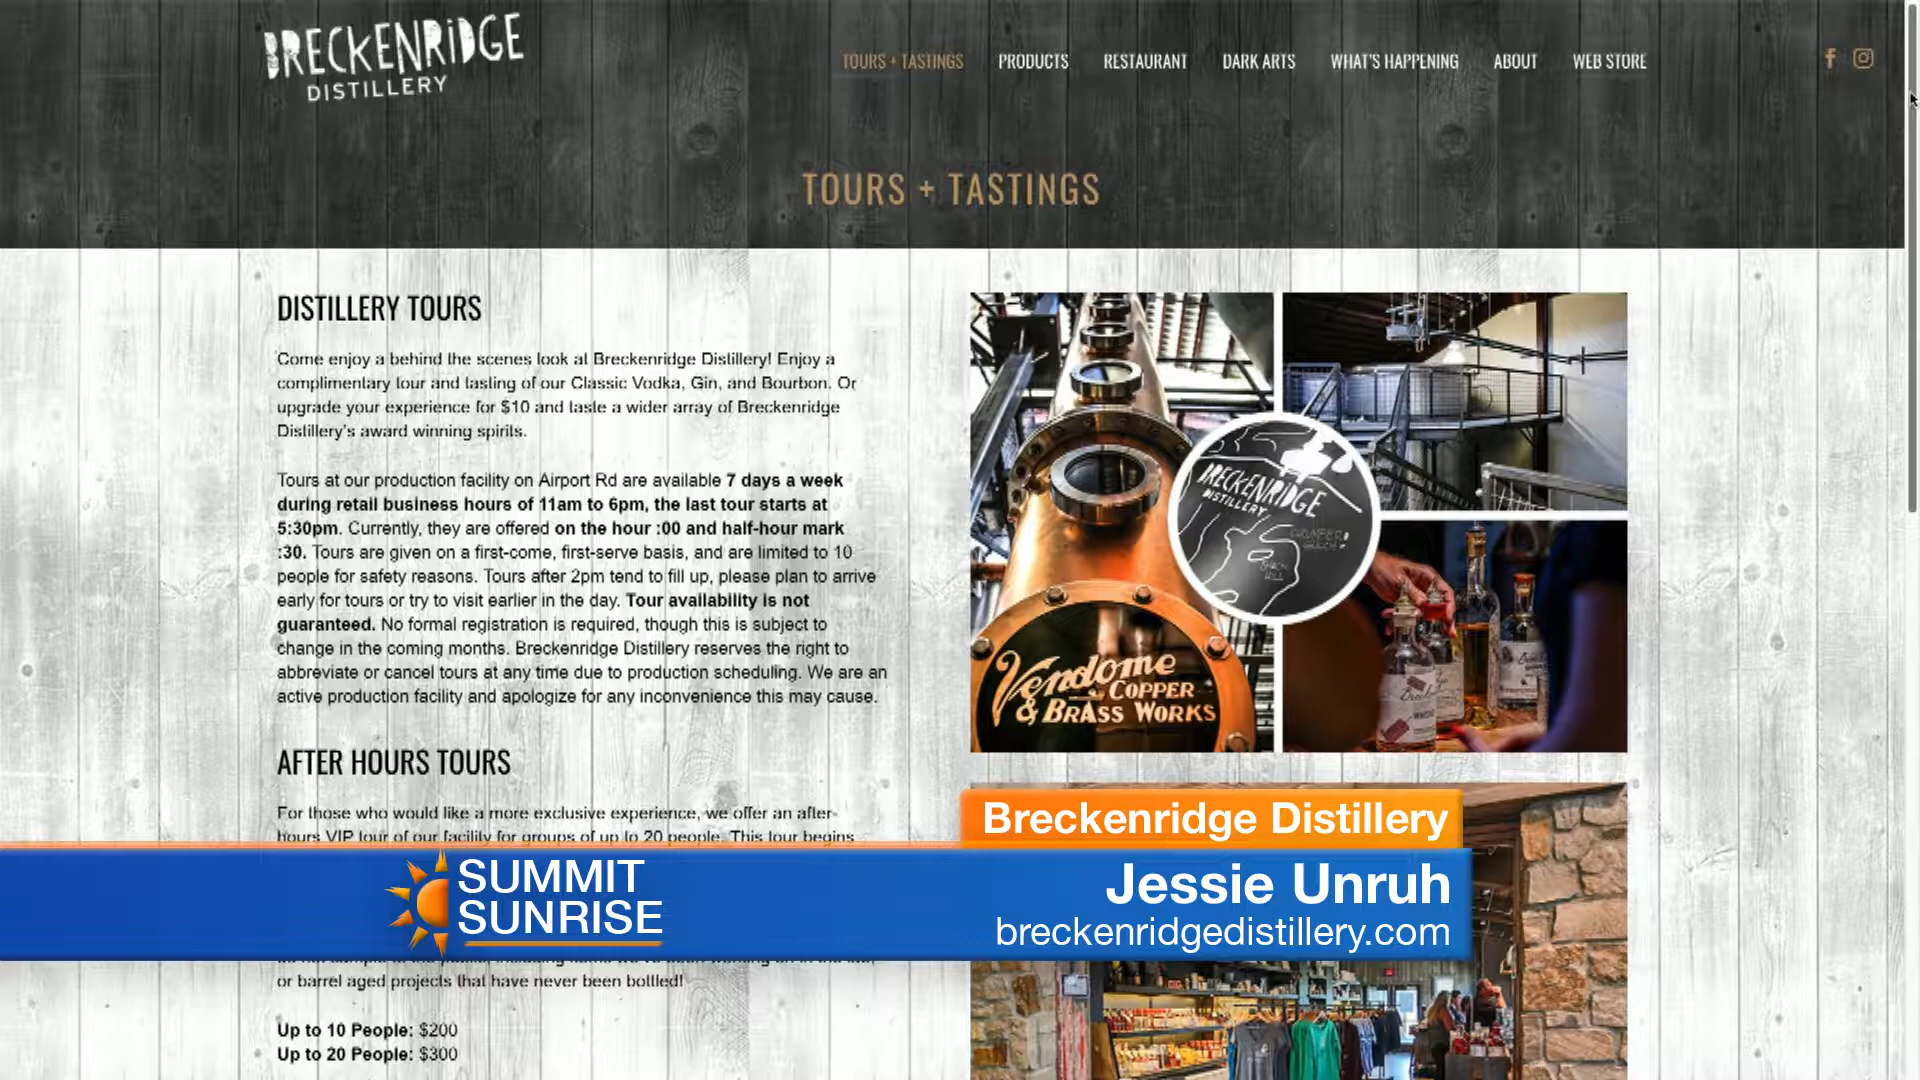 BRECKENRIDGE
DISTILLERY
TOURS + TASTINGS
PRODUCTS
RESTAURANT
DARK ARTS
WHAT'S HAPPENING
ABOUT
WEB STORE
TOURS + TASTINGS
DISTILLERY TOURS
Come enjoy a behind the scenes look at Breckenridge Distillery! Enjoy a
complimentary tour and tasting of our Classic Vodka, Gin, and Bourbon. Or
upgrade your experience for $10 and taste a wider array of Breckenridge
Distillery's award winning spirits.
Tours at our production facility on Airport Rd are available 7 days a week
during retail business hours of 11am to 6pm, the last tour starts at
5:30pm. Currently, they are offered on the hour :00 and half-hour mark
:30. Tours are given on a first-come, first-serve basis, and are limited to 10
people for safety reasons. Tours after 2pm tend to fill up, please plan to arrive
early for tours or try to visit earlier in the day. Tour availability is not
guaranteed. No formal registration is required, though this is subject to
change in the coming months. Breckenridge Distillery reserves the right to
abbreviate or cancel tours at any time due to production scheduling. We are an
active production facility and apologize for any inconvenience this may cause.
AFTER HOURS TOURS
For those who would like a more exclusive experience, we offer an after-
hours VIP tour of our facility for groups of up to 20 people. This tour begins
or barrel aged projects that have never been bottled!
Up to 10 People: $200
Up to 20 People: $300
BRECKENRIDGE
DISTILLERY
CUCUMBER
GULCH
Vendome
COPPER
& BRASS WORKS
Breckenridge Distillery
SUMMIT
SUNRISE
Jessie Unruh
breckenridgedistillery.com